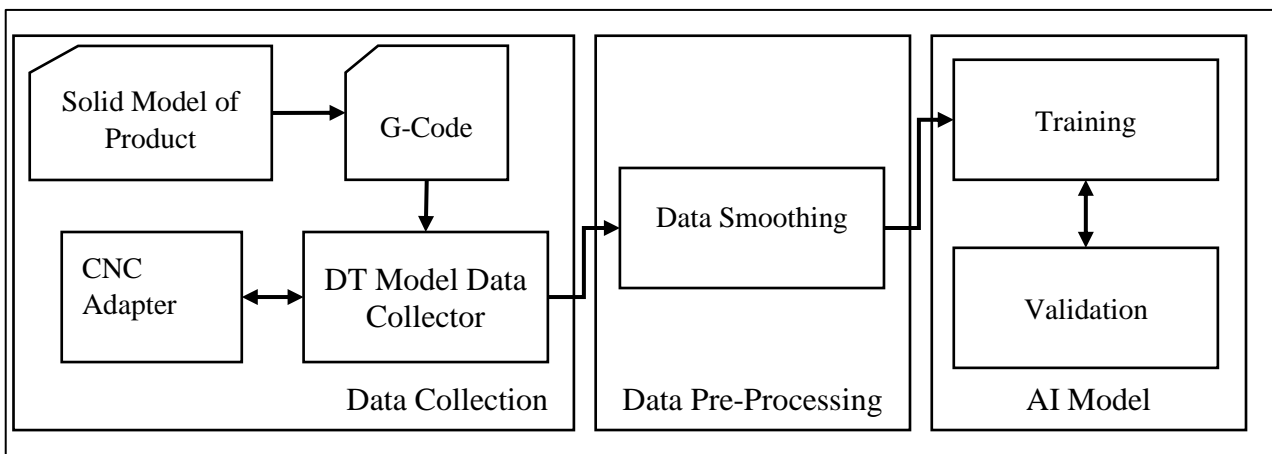 Solid Model of
Product
G-Code
CNC
Adapter
DT Model Data
Collector
Data Collection
Data Smoothing
Data Pre-Processing
Training
Validation
AI Model